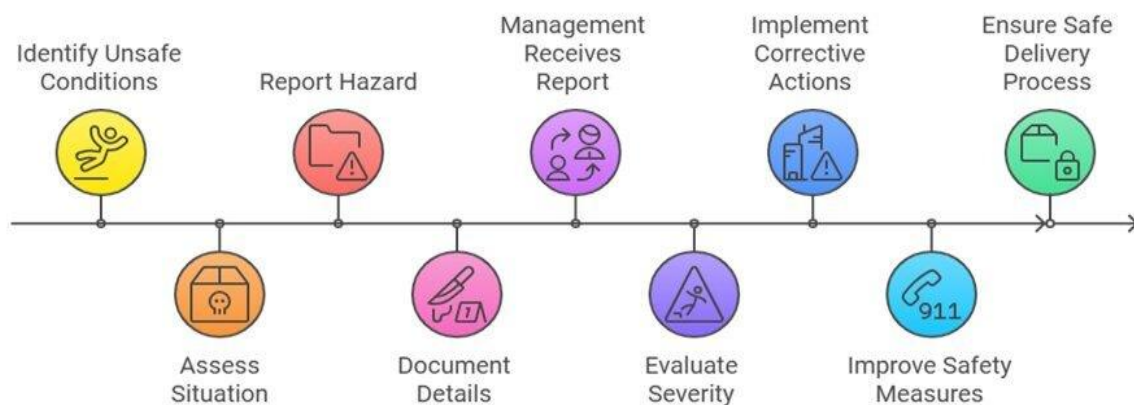 Identify Unsafe
Conditions
Assess
Situation
Report Hazard
Document
Details
Management
Receives
Report
Evaluate
Severity
Implement
Corrective
Actions
911
Improve Safety
Measures
Ensure Safe
Delivery
Process